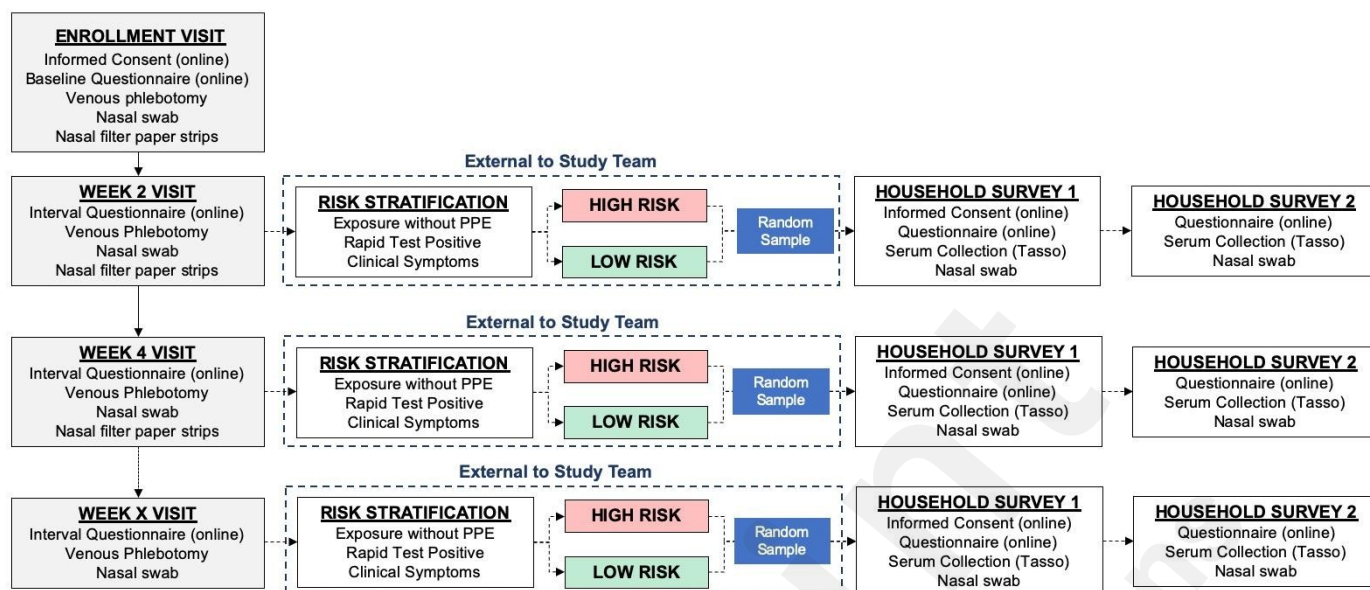 ENROLLMENT VISIT
Informed Consent (online)
Baseline Questionnaire (online)
Venous phlebotomy
Nasal swab
Nasal filter paper strips
External to Study Team
WEEK 2 VISIT
Interval Questionnaire (online)
Venous Phlebotomy
Nasal swab
Nasal filter paper strips
RISK STRATIFICATION
Exposure without PPE
Rapid Test Positive
Clinical Symptoms
HIGH RISK
LOW RISK
Random
Sample
HOUSEHOLD SURVEY 1
Informed Consent (online)
Questionnaire (online)
Serum Collection (Tasso)
Nasal swab
HOUSEHOLD SURVEY 2
Questionnaire (online)
Serum Collection (Tasso)
Nasal swab
External to Study Team
WEEK 4 VISIT
Interval Questionnaire (online)
Venous Phlebotomy
Nasal swab
Nasal filter paper strips
RISK STRATIFICATION
Exposure without PPE
Rapid Test Positive
Clinical Symptoms
HIGH RISK
LOW RISK
Random
Sample
HOUSEHOLD SURVEY 1
Informed Consent (online)
Questionnaire (online)
Serum Collection (Tasso)
Nasal swab
HOUSEHOLD SURVEY 2
Questionnaire (online)
Serum Collection (Tasso)
Nasal swab
External to Study Team
WEEK X VISIT
Interval Questionnaire (online)
Venous Phlebotomy
Nasal swab
RISK STRATIFICATION
Exposure without PPE
Rapid Test Positive
Clinical Symptoms
HIGH RISK
LOW RISK
Random
Sample
HOUSEHOLD SURVEY 1
Informed Consent (online)
Questionnaire (online)
Serum Collection (Tasso)
Nasal swab
HOUSEHOLD SURVEY 2
Questionnaire (online)
Serum Collection (Tasso)
Nasal swab